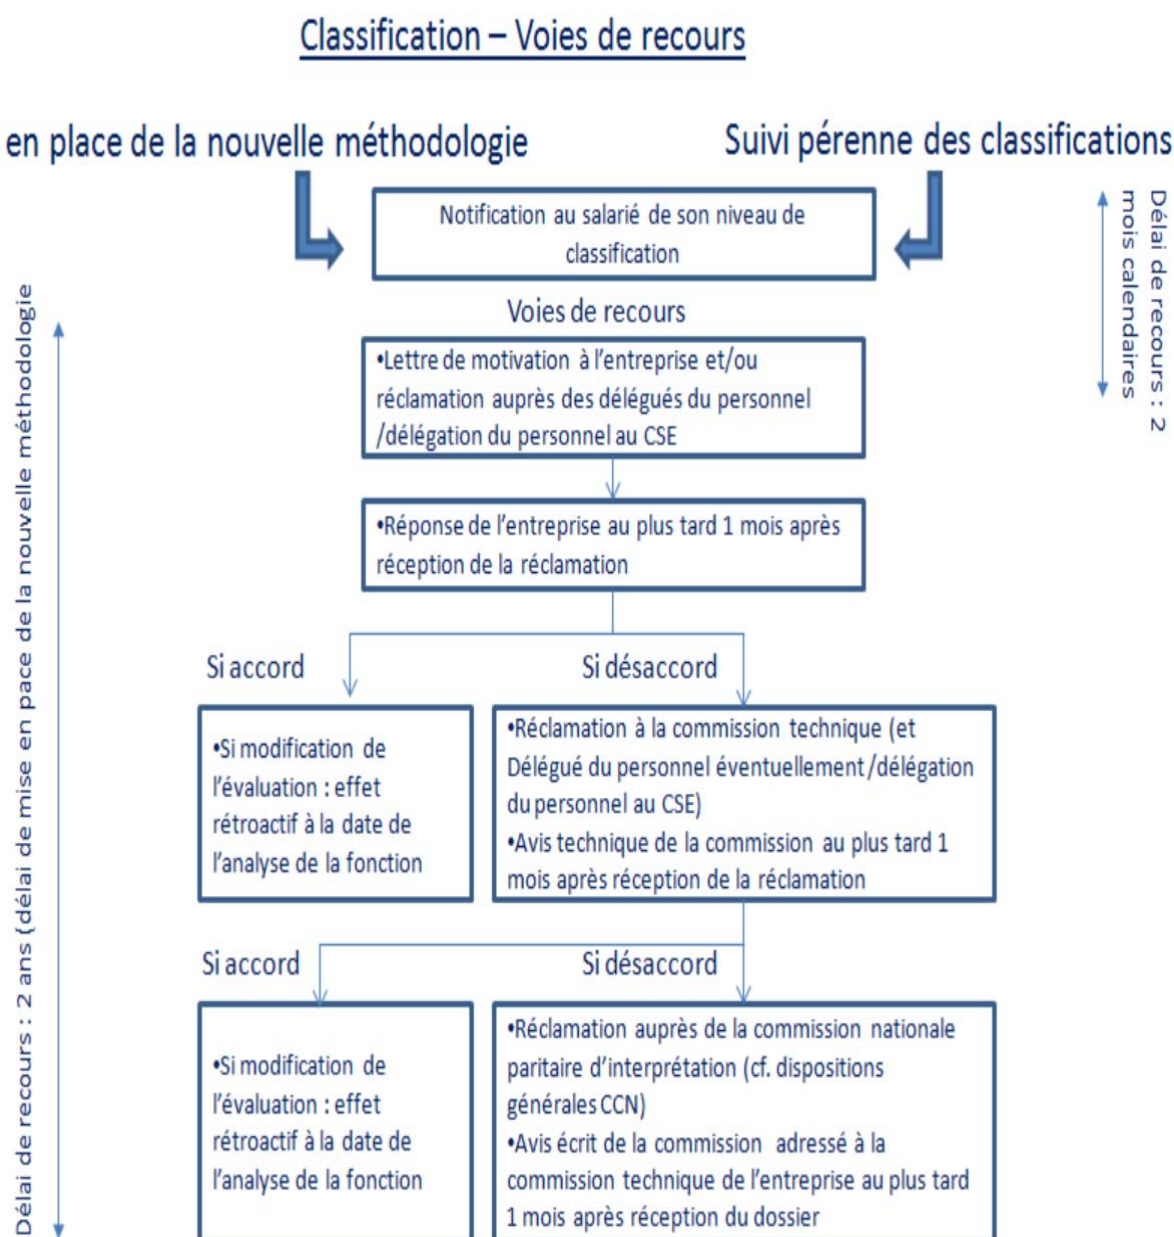 Classification – Voies de recours
en place de la nouvelle méthodologie
Suivi pérenne des classifications
Notification au salarié de son niveau de
classification
Délai de recours : 2
mois calendaires
Voies de recours
•Lettre de motivation à l'entreprise et/ou
réclamation auprès des délégués du personnel
/délégation du personnel au CSE
•Réponse de l'entreprise au plus tard 1 mois après
réception de la réclamation
Si accord
Si désaccord
•Si modification de
l'évaluation : effet
rétroactif à la date de
l'analyse de la fonction
•Réclamation à la commission technique (et
Délégué du personnel éventuellement /délégation
du personnel au CSE)
•Avis technique de la commission au plus tard 1
mois après réception de la réclamation
Si accord
Si désaccord
•Si modification de
l'évaluation : effet
rétroactif à la date de
l'analyse de la fonction
•Réclamation auprès de la commission nationale
paritaire d'interprétation (cf. dispositions
générales CCN)
•Avis écrit de la commission adressé à la
commission technique de l'entreprise au plus tard
1 mois après réception du dossier
Délai de recours : 2 ans (délai de mise en pace de la nouvelle méthodologie